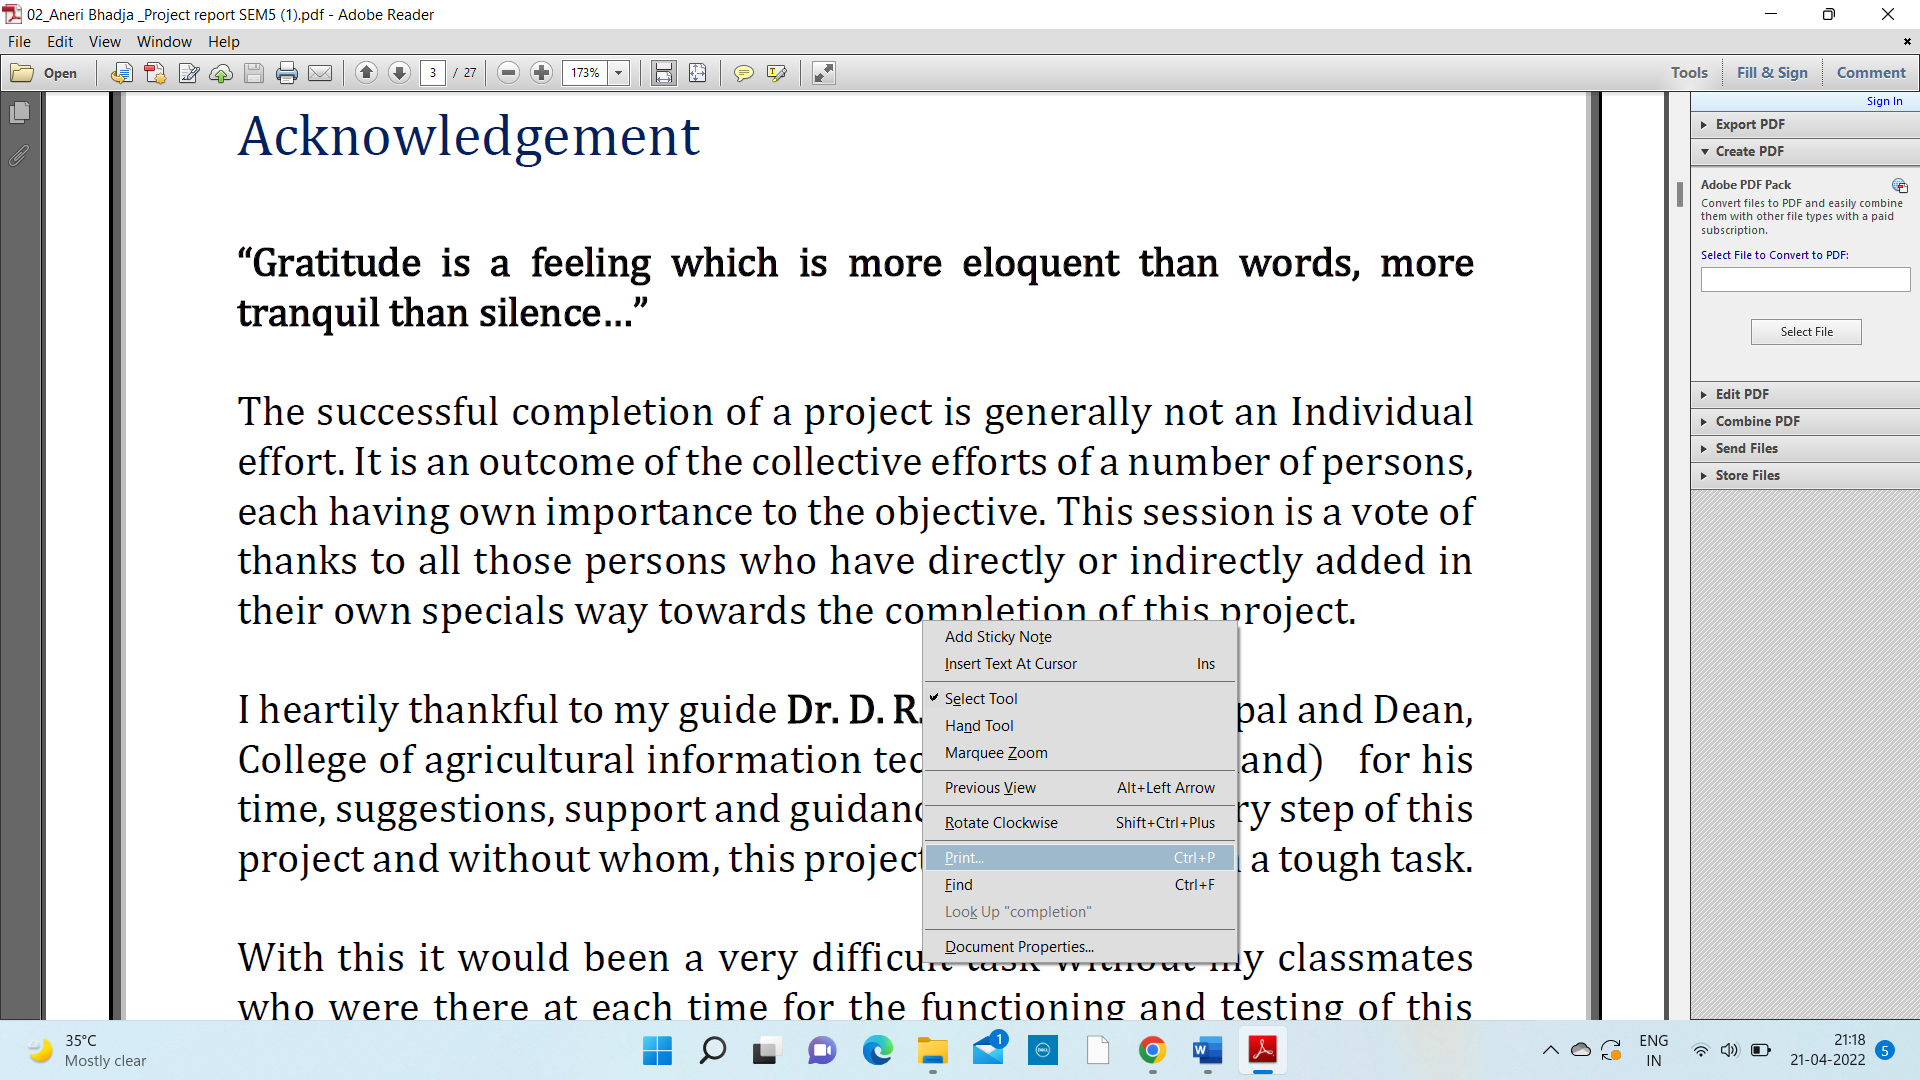 02_Aneri Bhadja _Project report SEM5 (1).pdf - Adobe Reader
File Edit View Window Help
Open 3 / 27 173% Tools Fill & Sign Comment
Sign In
Export PDF
Create PDF
Adobe PDF Pack
Convert files to PDF and easily combine
them with other file types with a paid
subscription.
Select File to Convert to PDF:
Select File
Edit PDF
Combine PDF
Send Files
Store Files
Acknowledgement
“Gratitude is a feeling which is more eloquent than words, more
tranquil than silence...”
The successful completion of a project is generally not an Individual
effort. It is an outcome of the collective efforts of a number of persons,
each having own importance to the objective. This session is a vote of
thanks to all those persons who have directly or indirectly added in
their own specials way towards the completion of this project.
I heartily thankful to my guide Dr. D. R. pal and Dean,
College of agricultural information tec and) for his
time, suggestions, support and guidanc ry step of this
project and without whom, this project a tough task.
With this it would been a very difficult task without my classmates
who were there at each time for the functioning and testing of this
Add Sticky Note
Insert Text At Cursor Ins
Select Tool
Hand Tool
Marquee Zoom
Previous View Alt+Left Arrow
Rotate Clockwise Shift+Ctrl+Plus
Print... Ctrl+P
Find Ctrl+F
Look Up "completion"
Document Properties...
35°C
Mostly clear
1
DELL
ENG
IN
21:18
21-04-2022
5